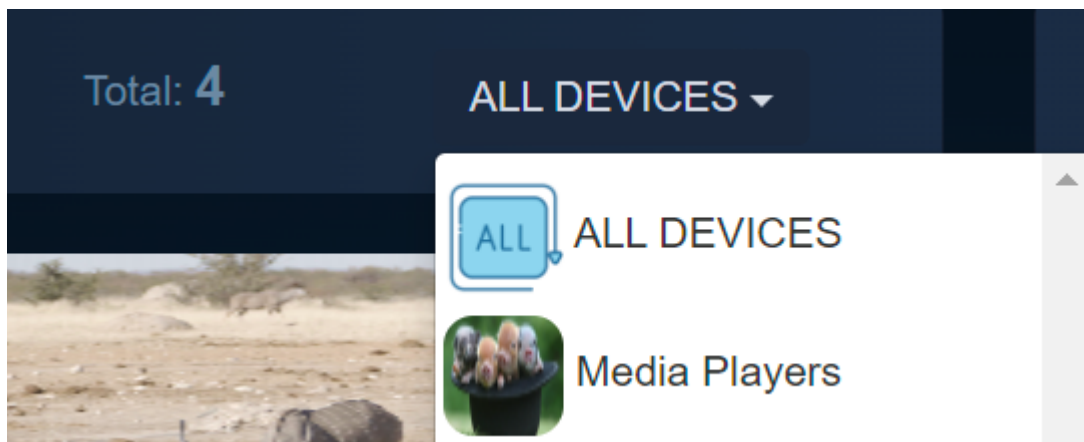 Total: 4
ALL DEVICES
ALL
ALL DEVICES
Media Players